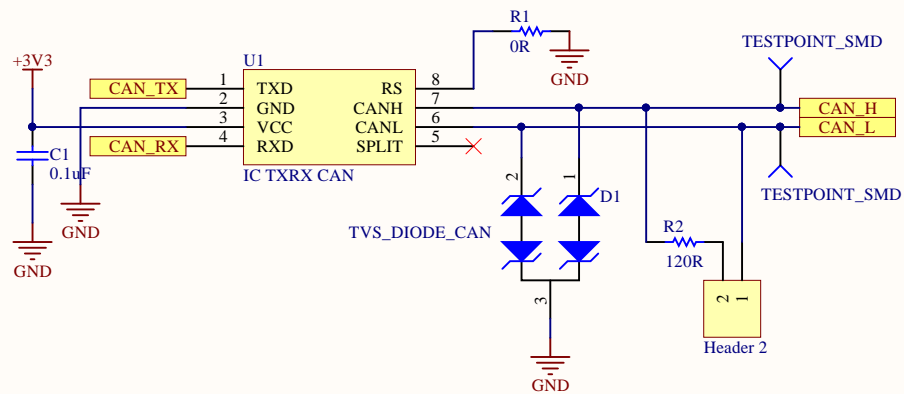 R1
0R
GND
TESTPOINT_SMD
+3V3
U1
CAN_TX
1
TXD
RS
8
2
GND
CANH
7
CAN_H
3
VCC
CANL
6
CAN_L
CAN_RX
4
RXD
SPLIT
5
IC TXRX CAN
C1
0.1uF
GND
GND
2
1
D1
TVS_DIODE_CAN
TESTPOINT_SMD
R2
120R
2
1
3
Header 2
GND